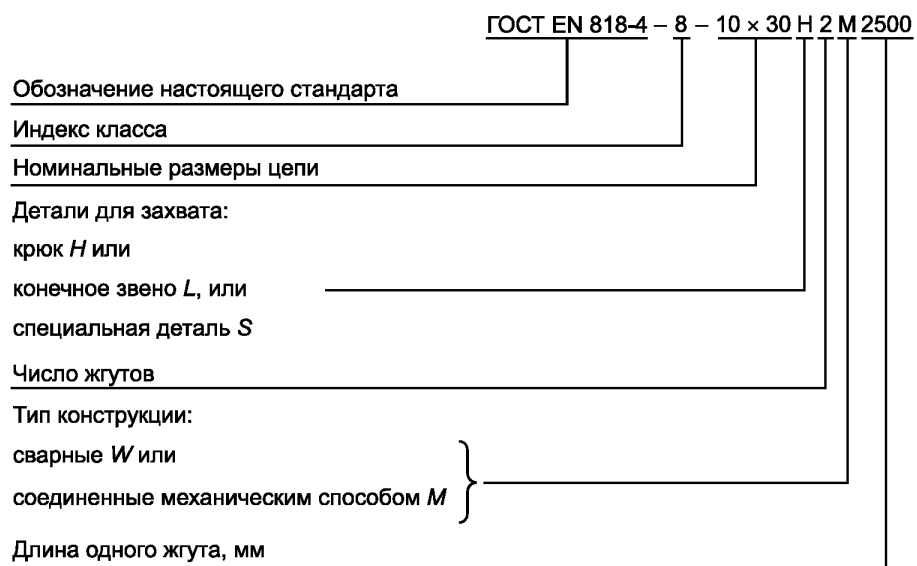 ГОСТ EN 818-4 – 8 – 10 × 30 H 2 M 2500
Обозначение настоящего стандарта
Индекс класса
Номинальные размеры цепи
Детали для захвата:
крюк H или
конечное звено L, или
специальная деталь S
Число жгутов
Тип конструкции:
сварные W или
соединенные механическим способом M
Длина одного жгута, мм